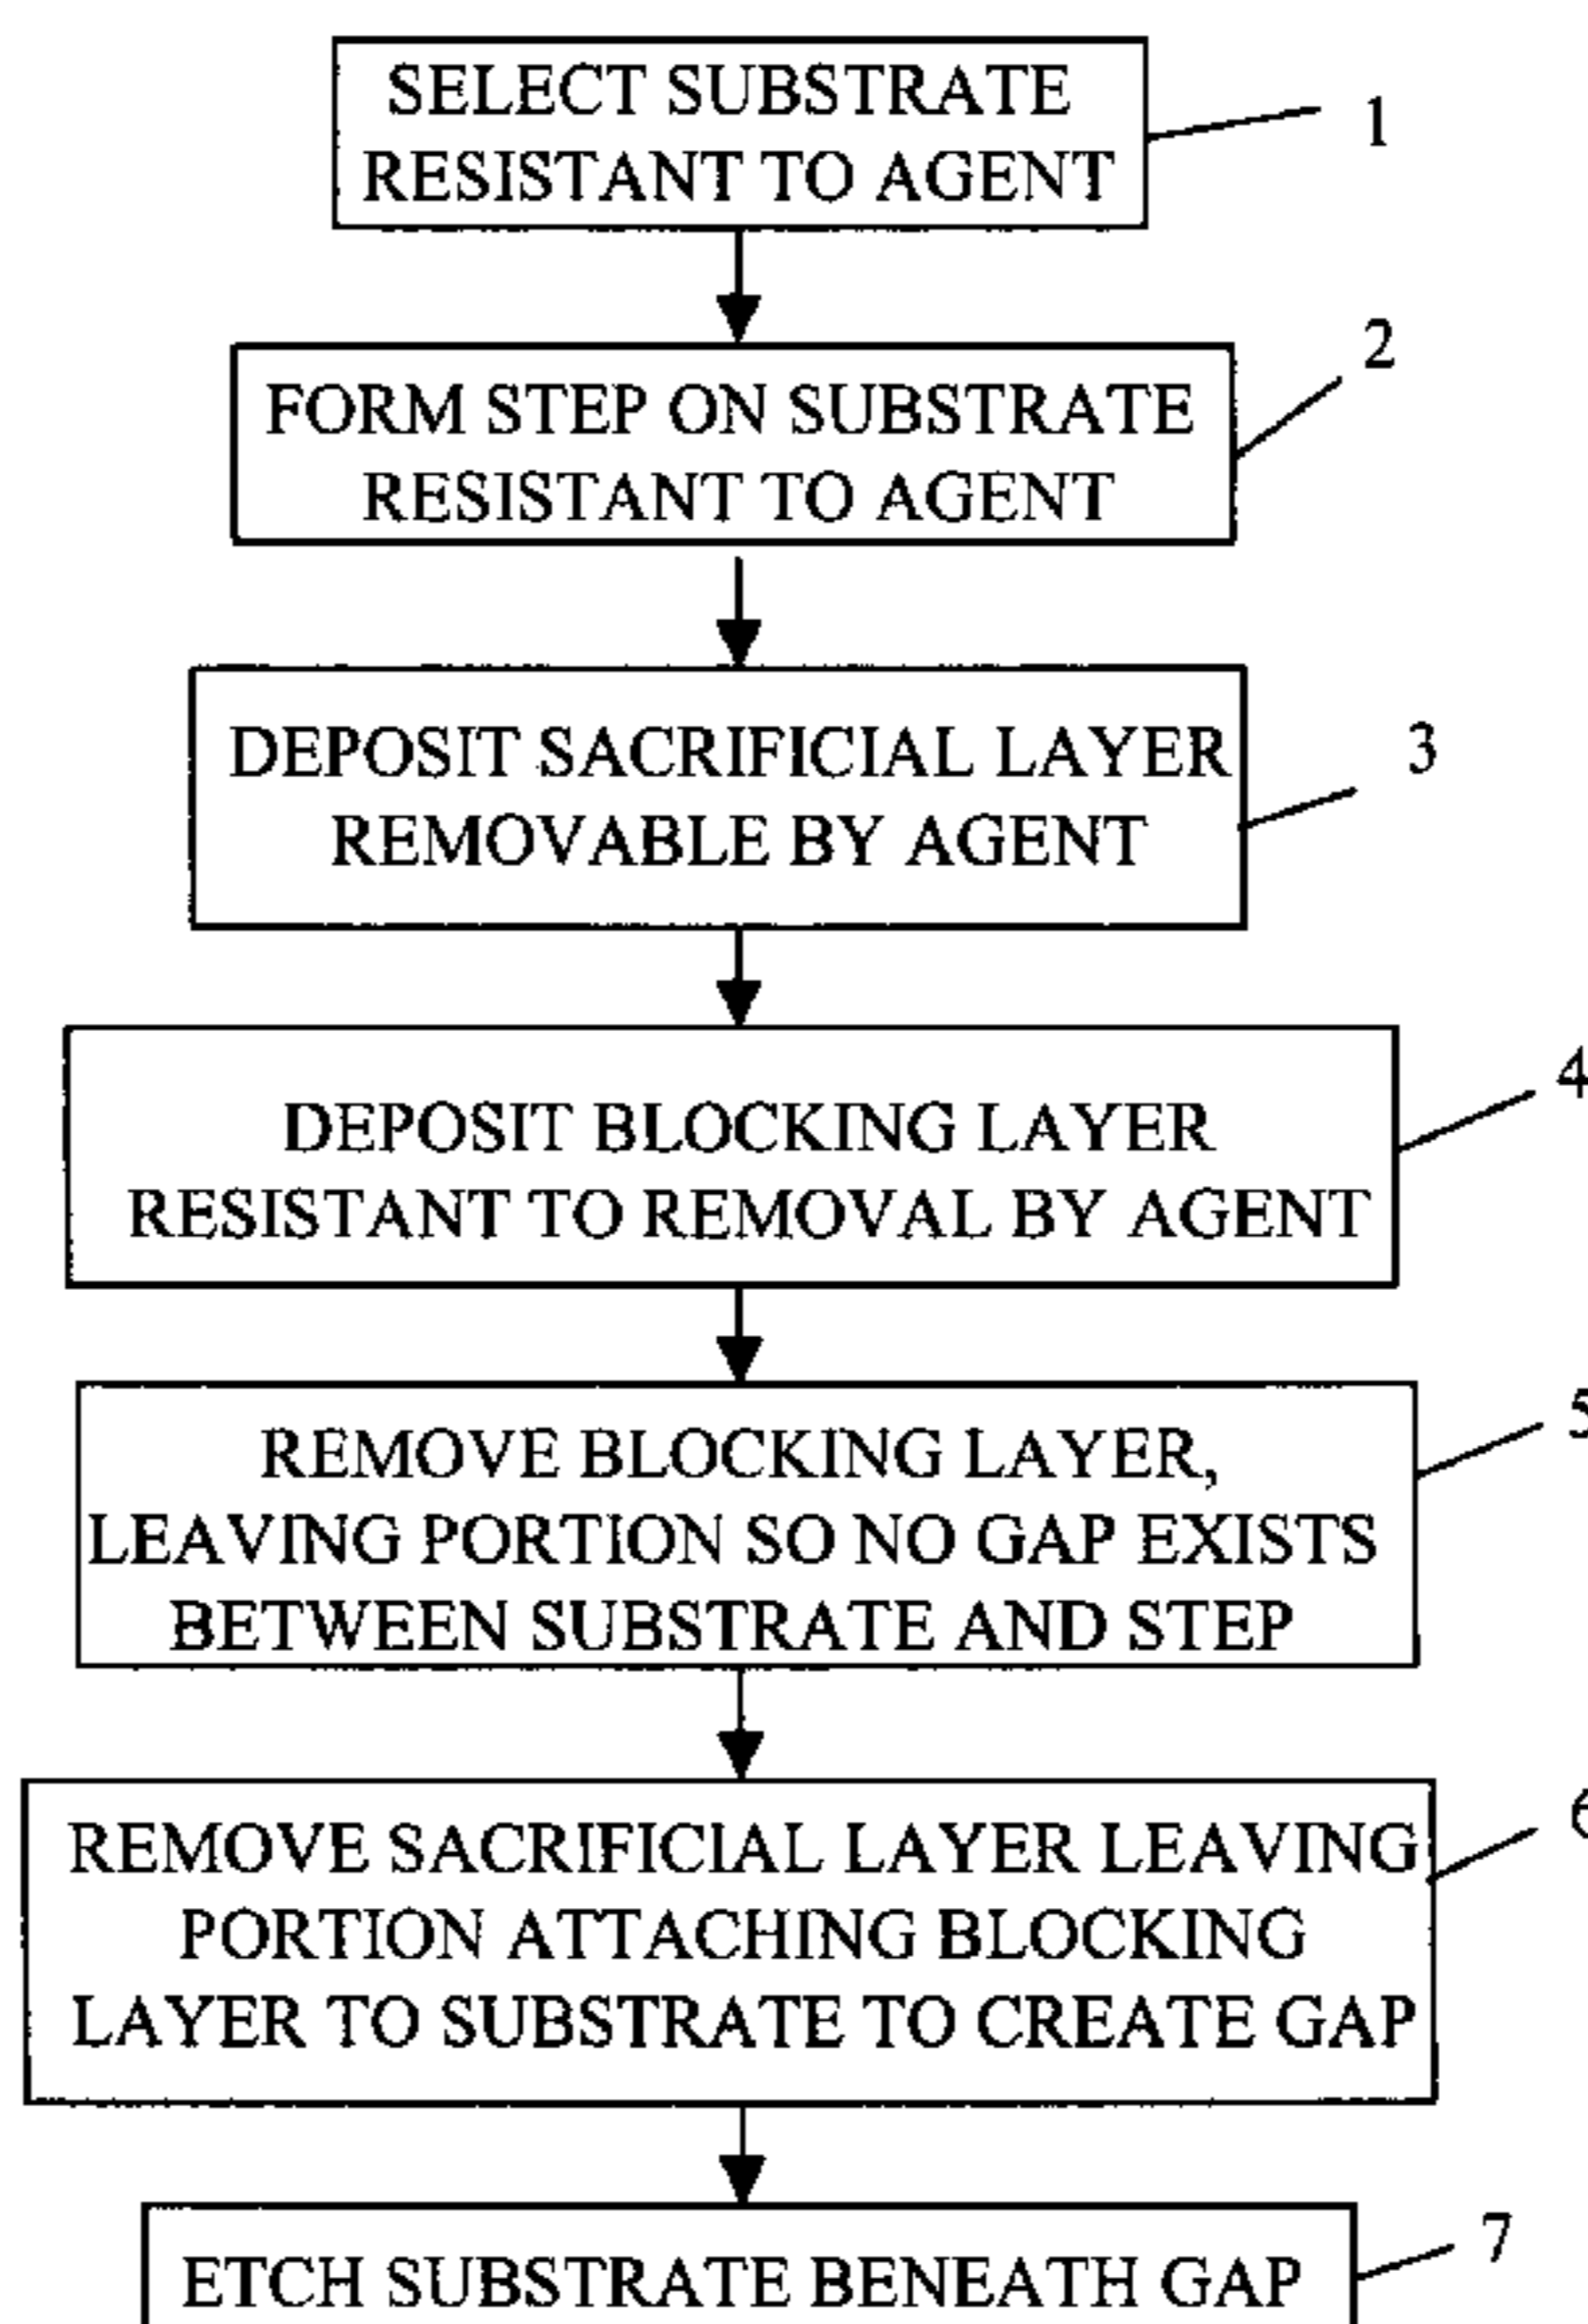 SELECT SUBSTRATE
RESISTANT TO AGENT
1
FORM STEP ON SUBSTRATE
RESISTANT TO AGENT
2
DEPOSIT SACRIFICIAL LAYER
REMOVABLE BY AGENT
3
DEPOSIT BLOCKING LAYER
RESISTANT TO REMOVAL BY AGENT
4
REMOVE BLOCKING LAYER,
LEAVING PORTION SO NO GAP EXISTS
BETWEEN SUBSTRATE AND STEP
5
REMOVE SACRIFICIAL LAYER LEAVING
PORTION ATTACHING BLOCKING
LAYER TO SUBSTRATE TO CREATE GAP
6
ETCH SUBSTRATE BENEATH GAP
7